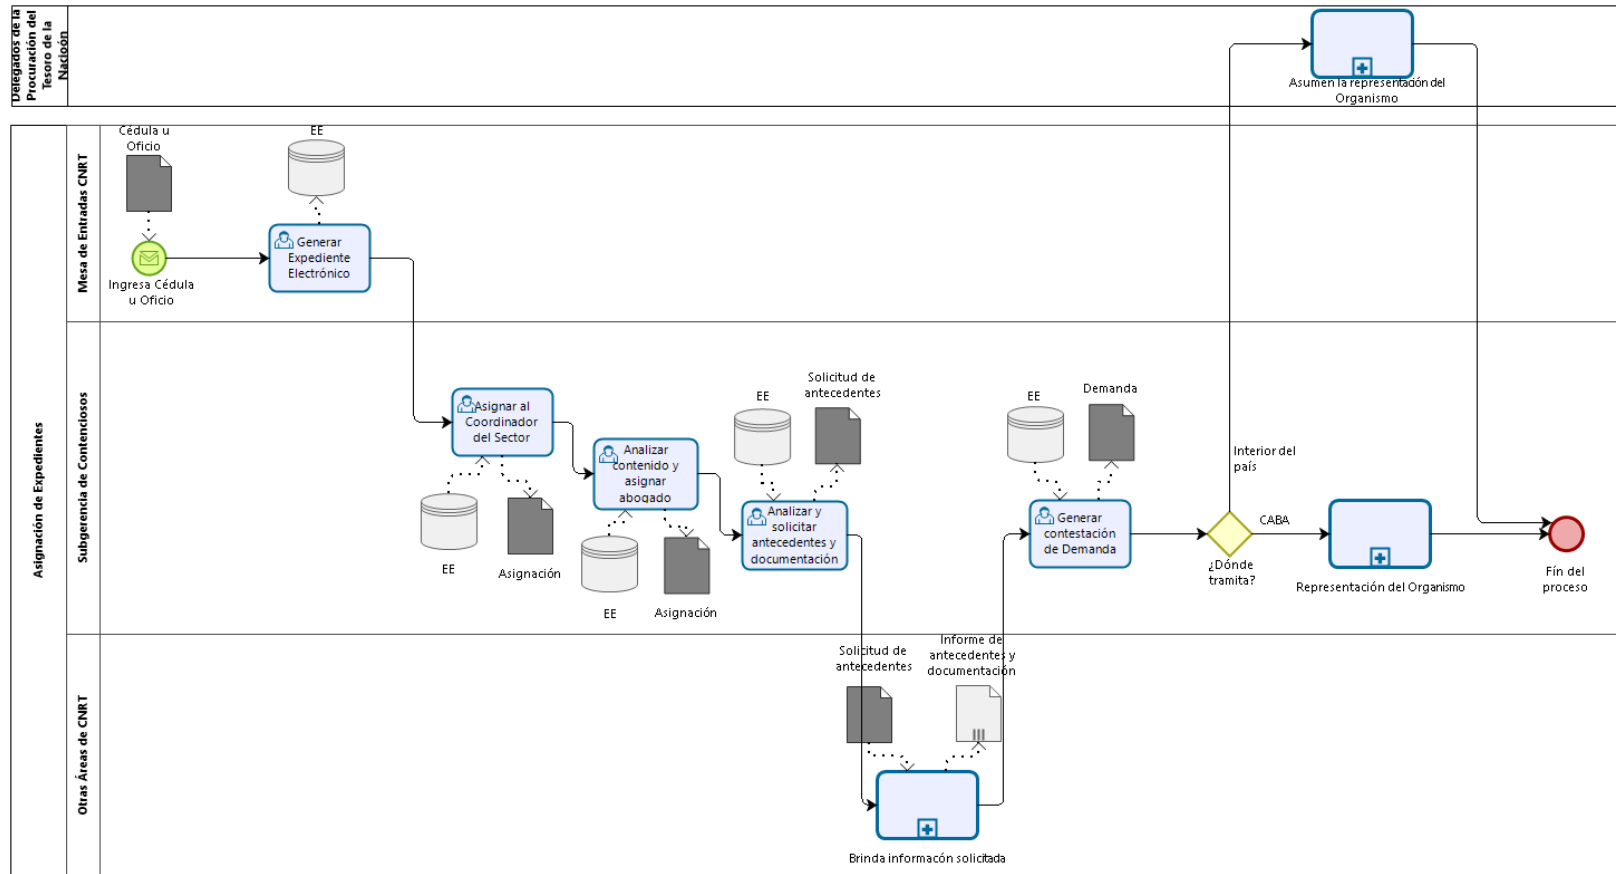 Delegados de la
Procuración del
Tesoro de la
Nacioón
Asumen la representación del
Organismo
Asignación de Expedientes
Mesa de Entradas CNRT
Cédula u
Oficio
EE
Generar
Expediente
Electrónico
Ingresa Cédula
u Oficio
Subgerencia de Contenciosos
Asignar al
Coordinador
del Sector
EE
Asignación
Analizar
contenido y
asignar
abogado
EE
Asignación
EE
Solicitud de
antecedentes
Analizar y
solicitar
antecedentes y
documentación
EE
Demanda
Generar
contestación
de Demanda
Interior del
país
CABA
¿Dónde
tramita?
Representación del Organismo
Fín del
proceso
Otras Áreas de CNRT
Solicitud de
antecedentes
Informe de
antecedentes y
documentación
Brinda informacón solicitada